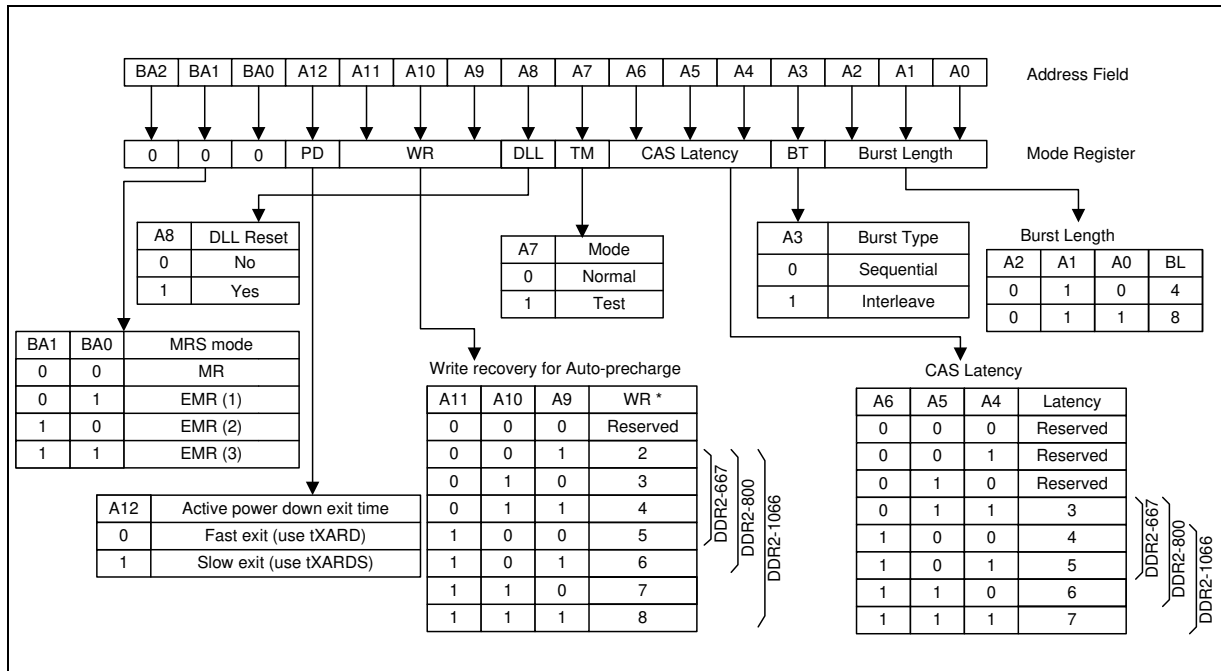 BA2 BA1 BA0 A12 A11 A10 A9 A8 A7 A6 A5 A4 A3 A2 A1 A0 Address Field
0 0 0 PD WR DLL TM CAS Latency BT Burst Length Mode Register
A8 DLL Reset
0 No
1 Yes
A7 Mode
0 Normal
1 Test
A3 Burst Type
0 Sequential
1 Interleave
Burst Length
A2 A1 A0 BL
0 1 0 4
0 1 1 8
BA1 BA0 MRS mode
0 0 MR
0 1 EMR (1)
1 0 EMR (2)
1 1 EMR (3)
A12 Active power down exit time
0 Fast exit (use tXARD)
1 Slow exit (use tXARDS)
Write recovery for Auto-precharge
A11 A10 A9 WR *
0 0 0 Reserved
0 0 1 2
0 1 0 3
0 1 1 4
1 0 0 5
1 0 1 6
1 1 0 7
1 1 1 8
DDR2-667
DDR2-800
DDR2-1066
CAS Latency
A6 A5 A4 Latency
0 0 0 Reserved
0 0 1 Reserved
0 1 0 Reserved
0 1 1 3
1 0 0 4
1 0 1 5
1 1 0 6
1 1 1 7
DDR2-667
DDR2-800
DDR2-1066